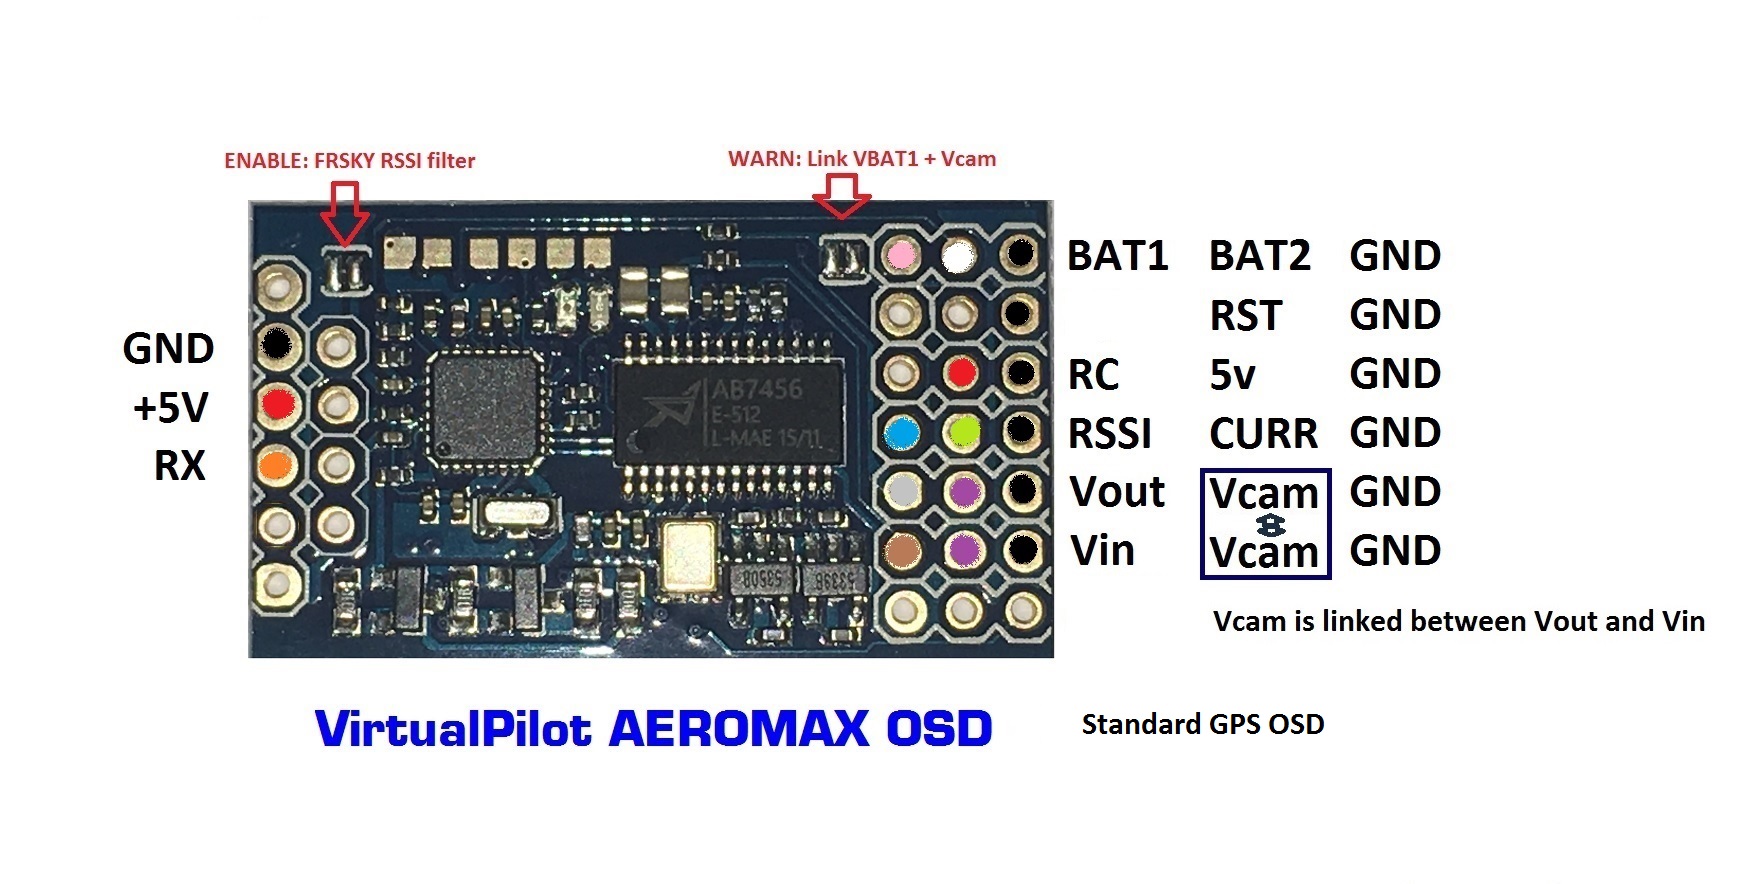 ENABLE: FRSKY RSSI filter
WARN: Link VBAT1 + Vcam
GND
+5V
RX
AB7456
E-512
L-MAE 15/11
5350B
5339B
BAT1 BAT2 GND
RST GND
RC 5v GND
RSSI CURR GND
Vout Vcam GND
Vin Vcam GND
Vcam is linked between Vout and Vin
VirtualPilot AEROMAX OSD
Standard GPS OSD